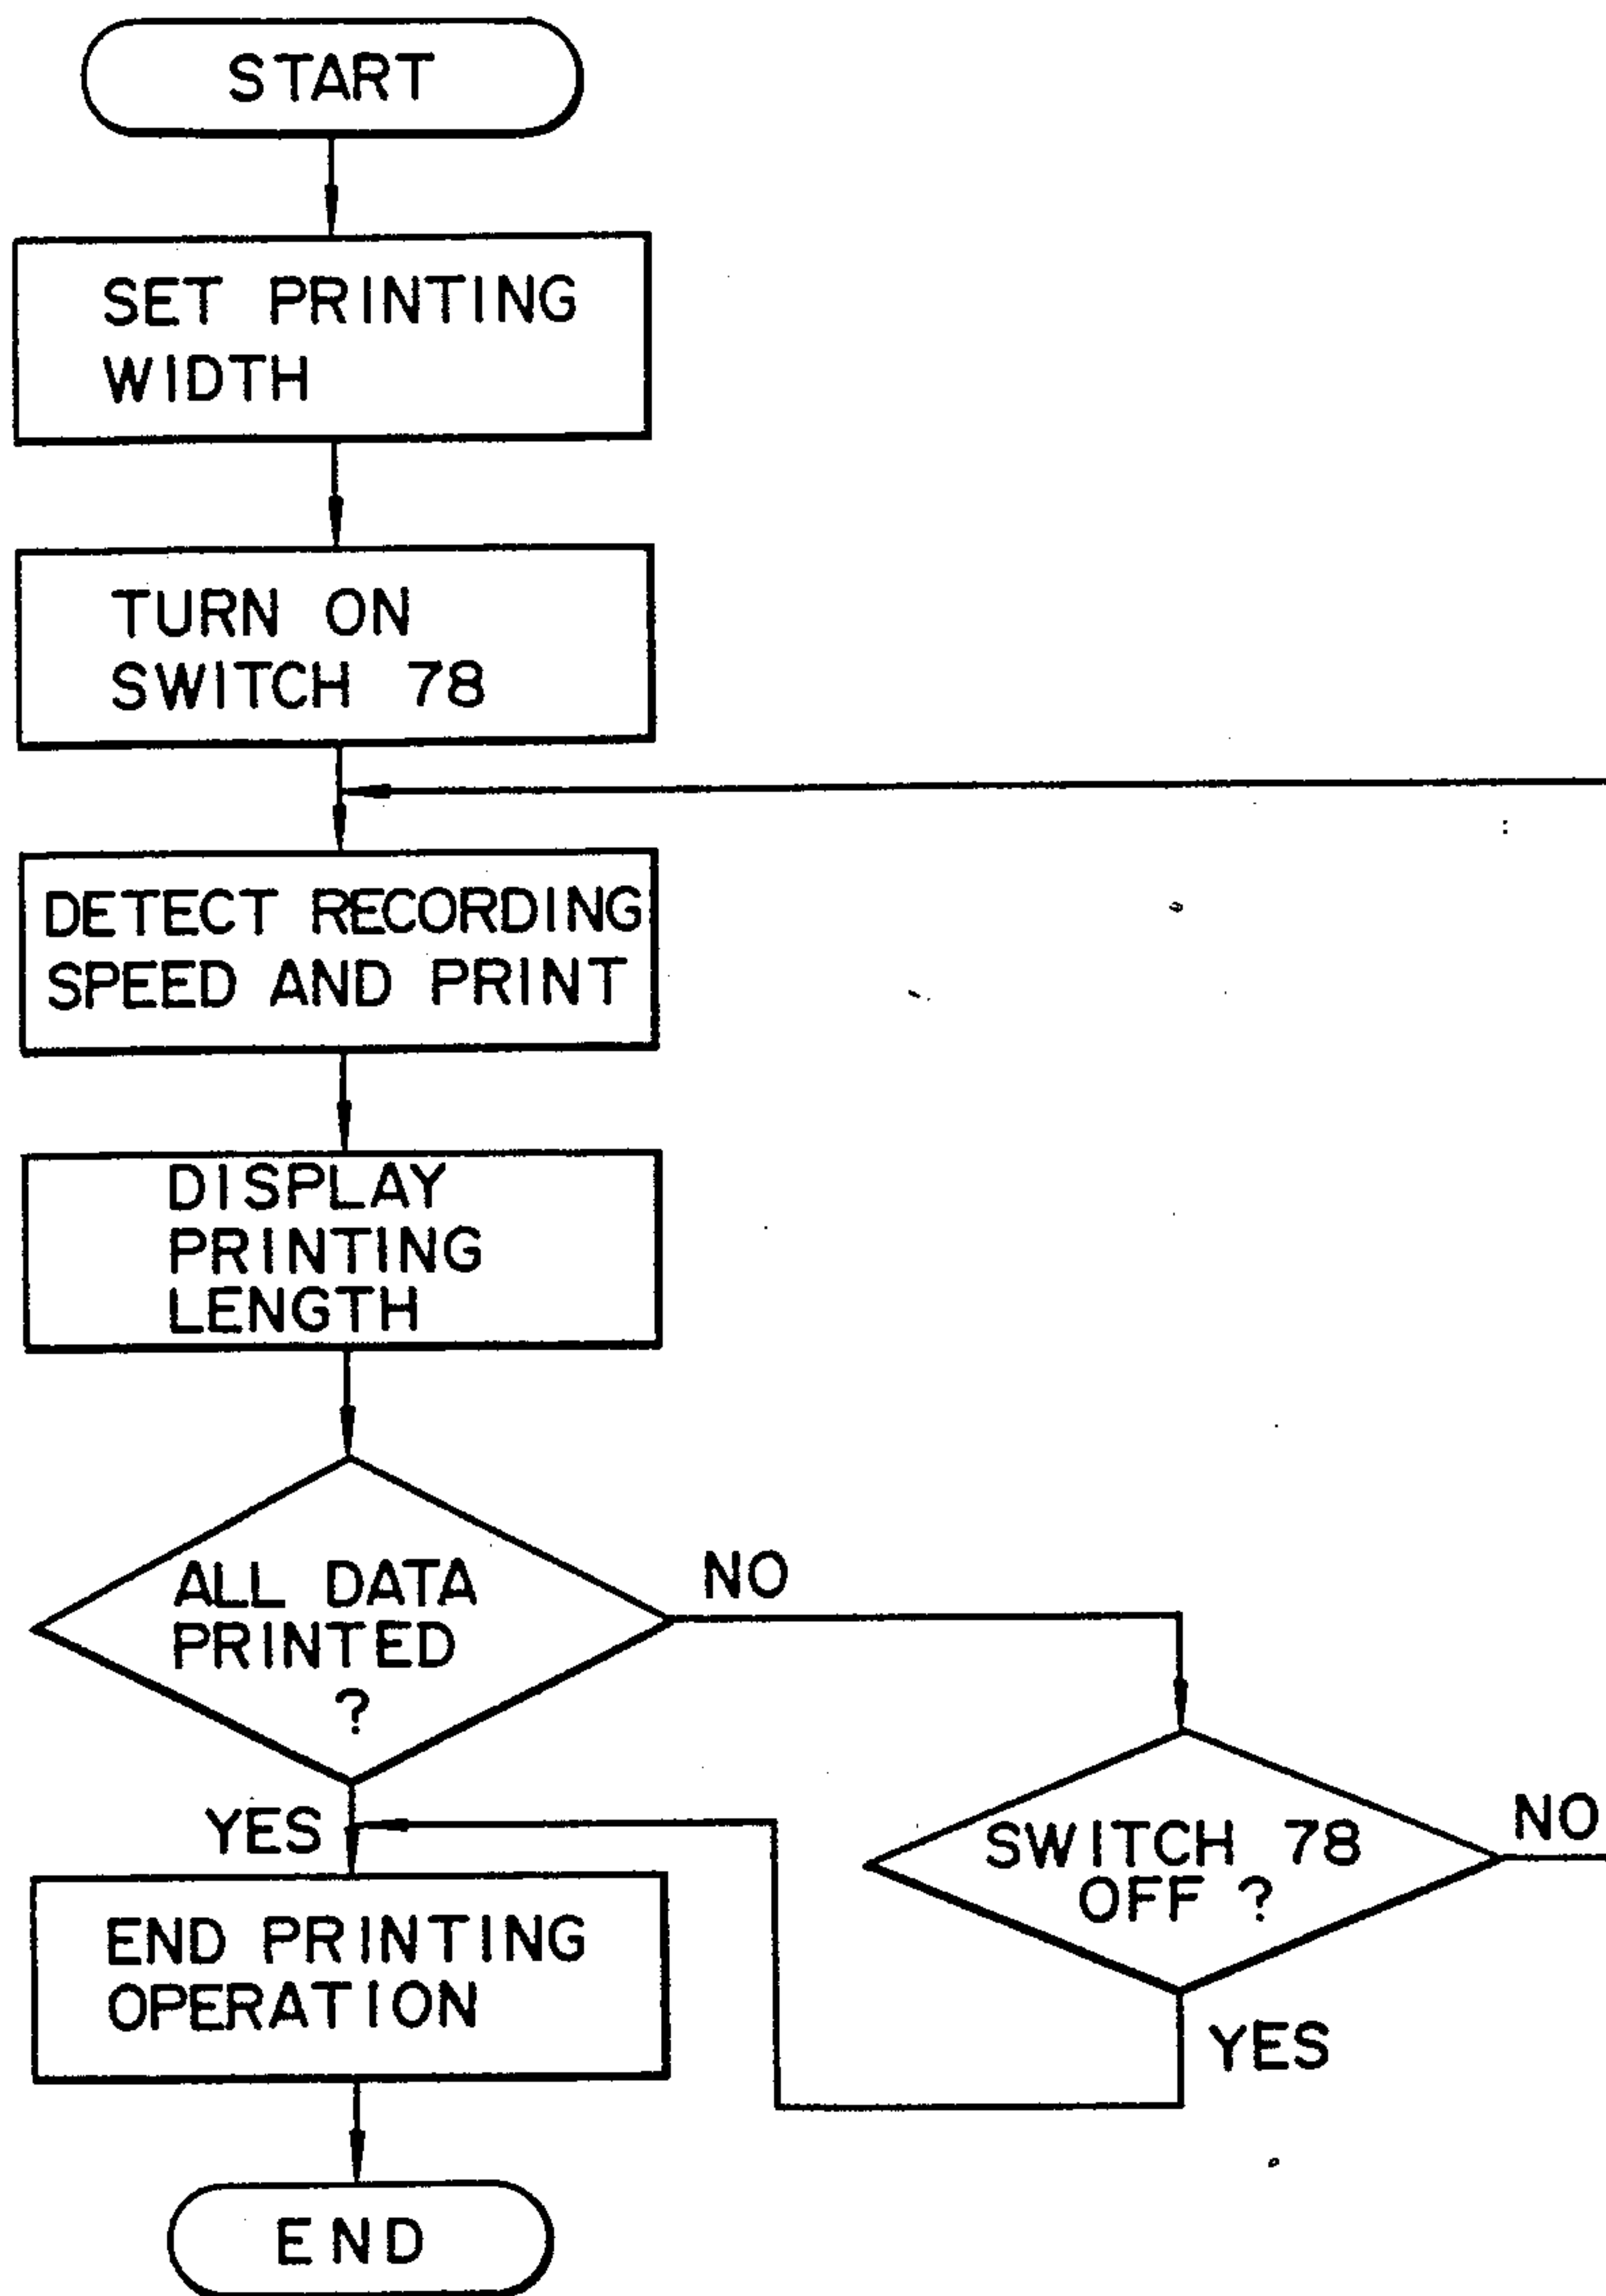 START
SET PRINTING
WIDTH
TURN ON
SWITCH 78
DETECT RECORDING
SPEED AND PRINT
DISPLAY
PRINTING
LENGTH
ALL DATA
PRINTED
?
NO
YES
SWITCH 78
OFF ?
NO
YES
END PRINTING
OPERATION
END